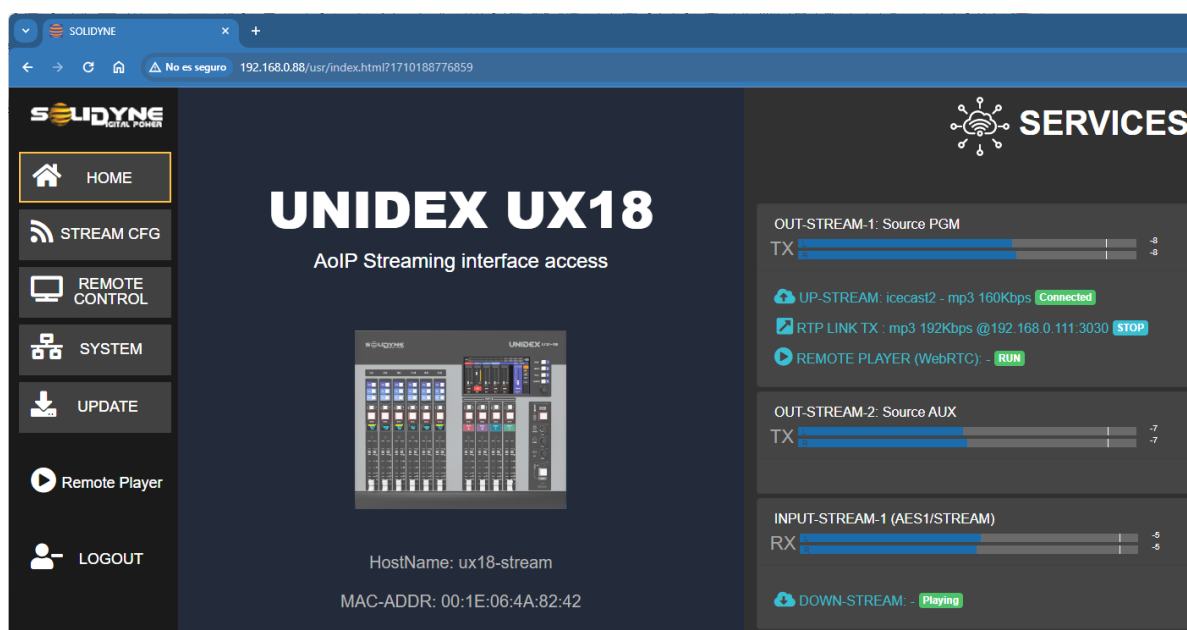 SOLIDYNE
No es seguro 192.168.0.88/usr/index.html?1710188776859
SOLIDYNE
DIGITAL POWER
HOME
STREAM CFG
REMOTE
CONTROL
SYSTEM
UPDATE
Remote Player
LOGOUT
UNIDEX UX18
AoIP Streaming interface access
SOLIDYNE UNIDEX
HostName: ux18-stream
MAC-ADDR: 00:1E:06:4A:82:42
SERVICES
OUT-STREAM-1: Source PGM
TX
-8
-8
UP-STREAM: icecast2 - mp3 160Kbps Connected
RTP LINK TX : mp3 192Kbps @192.168.0.111:3030 STOP
REMOTE PLAYER (WebRTC): - RUN
OUT-STREAM-2: Source AUX
TX
-7
-7
INPUT-STREAM-1 (AES1/STREAM)
RX
-5
-5
DOWN-STREAM: - Playing